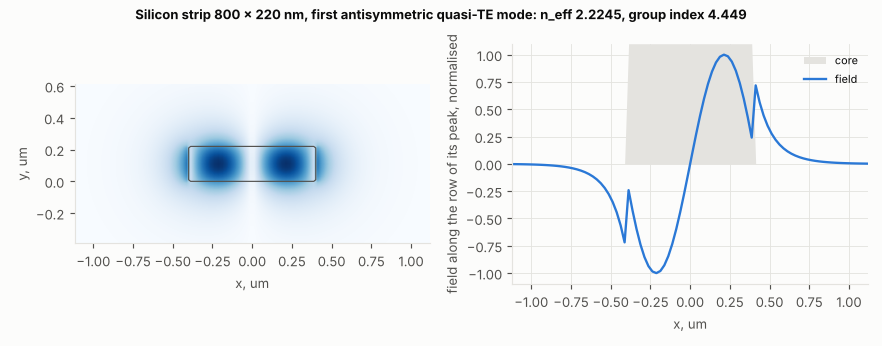 Silicon strip 800 × 220 nm, first antisymmetric quasi-TE mode: n_eff 2.2245, group index 4.449
y, um
0.6
0.4
0.2
0.0
−0.2
−1.00 −0.75 −0.50 −0.25 0.00 0.25 0.50 0.75 1.00
x, um
field along the row of its peak, normalised
1.00
0.75
0.50
0.25
0.00
−0.25
−0.50
−0.75
−1.00
core
field
−1.00 −0.75 −0.50 −0.25 0.00 0.25 0.50 0.75 1.00
x, um